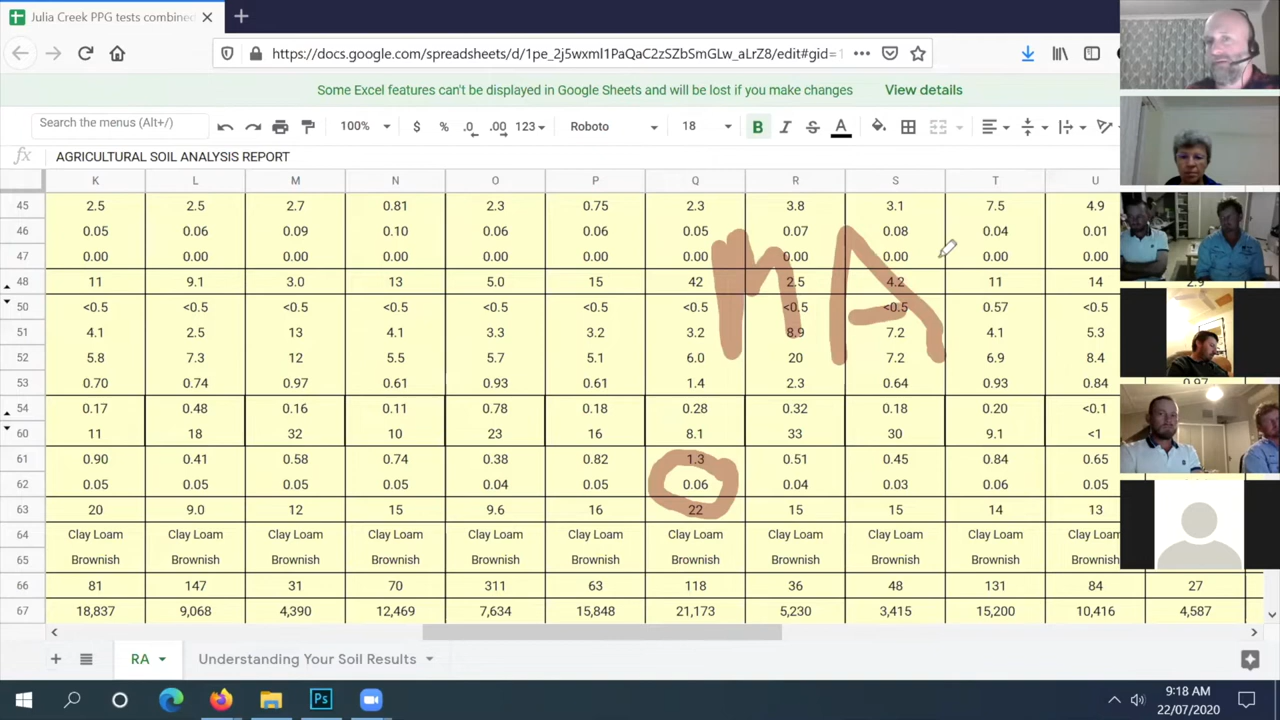 Julia Creek PPG tests combined
https://docs.google.com/spreadsheets/d/1pe_2j5wxml1PaQaC2zSZbSmGLw_aLrZ8/edit#gid=1
Some Excel features can't be displayed in Google Sheets and will be lost if you make changes View details
Search the menus (Alt+/) 100% $ % .0 .00 123 Roboto 18 B I S A
fx AGRICULTURAL SOIL ANALYSIS REPORT
K L M N O P Q R S T U
45 2.5 2.5 2.7 0.81 2.3 0.75 2.3 3.8 3.1 7.5 4.9
46 0.05 0.06 0.09 0.10 0.06 0.06 0.05 0.07 0.08 0.04 0.01
47 0.00 0.00 0.00 0.00 0.00 0.00 0.00 0.00 0.00 0.00 0.00
48 11 9.1 3.0 13 5.0 15 42 2.5 4.2 11 14 2.9
50 <0.5 <0.5 <0.5 <0.5 <0.5 <0.5 <0.5 <0.5 <0.5 0.57 <0.5
51 4.1 2.5 13 4.1 3.3 3.2 3.2 8.9 7.2 4.1 5.3
52 5.8 7.3 12 5.5 5.7 5.1 6.0 20 7.2 6.9 8.4
53 0.70 0.74 0.97 0.61 0.93 0.61 1.4 2.3 0.64 0.93 0.84 0.97
54 0.17 0.48 0.16 0.11 0.78 0.18 0.28 0.32 0.18 0.20 <0.1
60 11 18 32 10 23 16 8.1 33 30 9.1 <1
61 0.90 0.41 0.58 0.74 0.38 0.82 1.3 0.51 0.45 0.84 0.65
62 0.05 0.05 0.05 0.05 0.04 0.05 0.06 0.04 0.03 0.06 0.05
63 20 9.0 12 15 9.6 16 22 15 15 14 13
64 Clay Loam Clay Loam Clay Loam Clay Loam Clay Loam Clay Loam Clay Loam Clay Loam Clay Loam Clay Loam Clay Loam
65 Brownish Brownish Brownish Brownish Brownish Brownish Brownish Brownish Brownish Brownish Brownish
66 81 147 31 70 311 63 118 36 48 131 84 27
67 18,837 9,068 4,390 12,469 7,634 15,848 21,173 5,230 3,415 15,200 10,416 4,587
nA
RA Understanding Your Soil Results
Ps
9:18 AM
22/07/2020